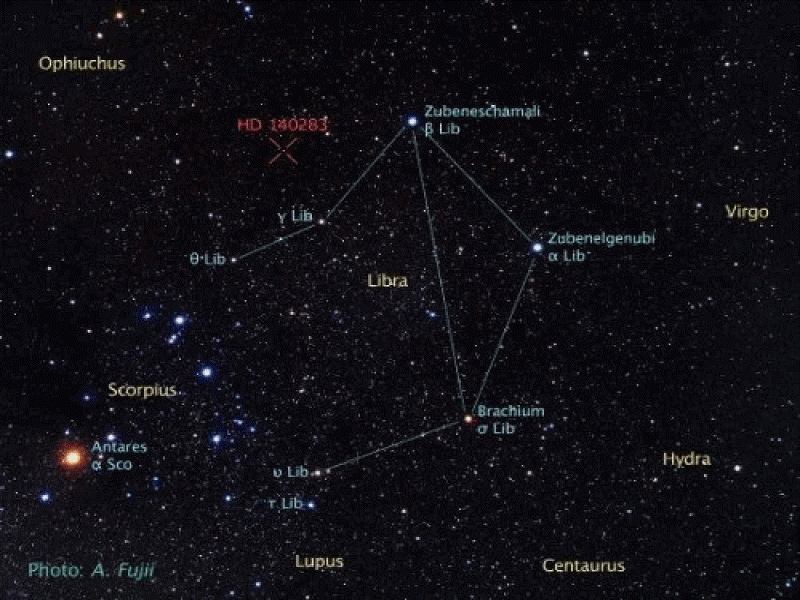 Ophiuchus
Zubeneschamali
β Lib
HD 140283
γ Lib
Virgo
Zubenelgenubi
α Lib
θ Lib
Libra
Scorpius
Brachium
σ Lib
Antares
α Sco
Hydra
υ Lib
τ Lib
Lupus
Centaurus
Photo: A. Fujii